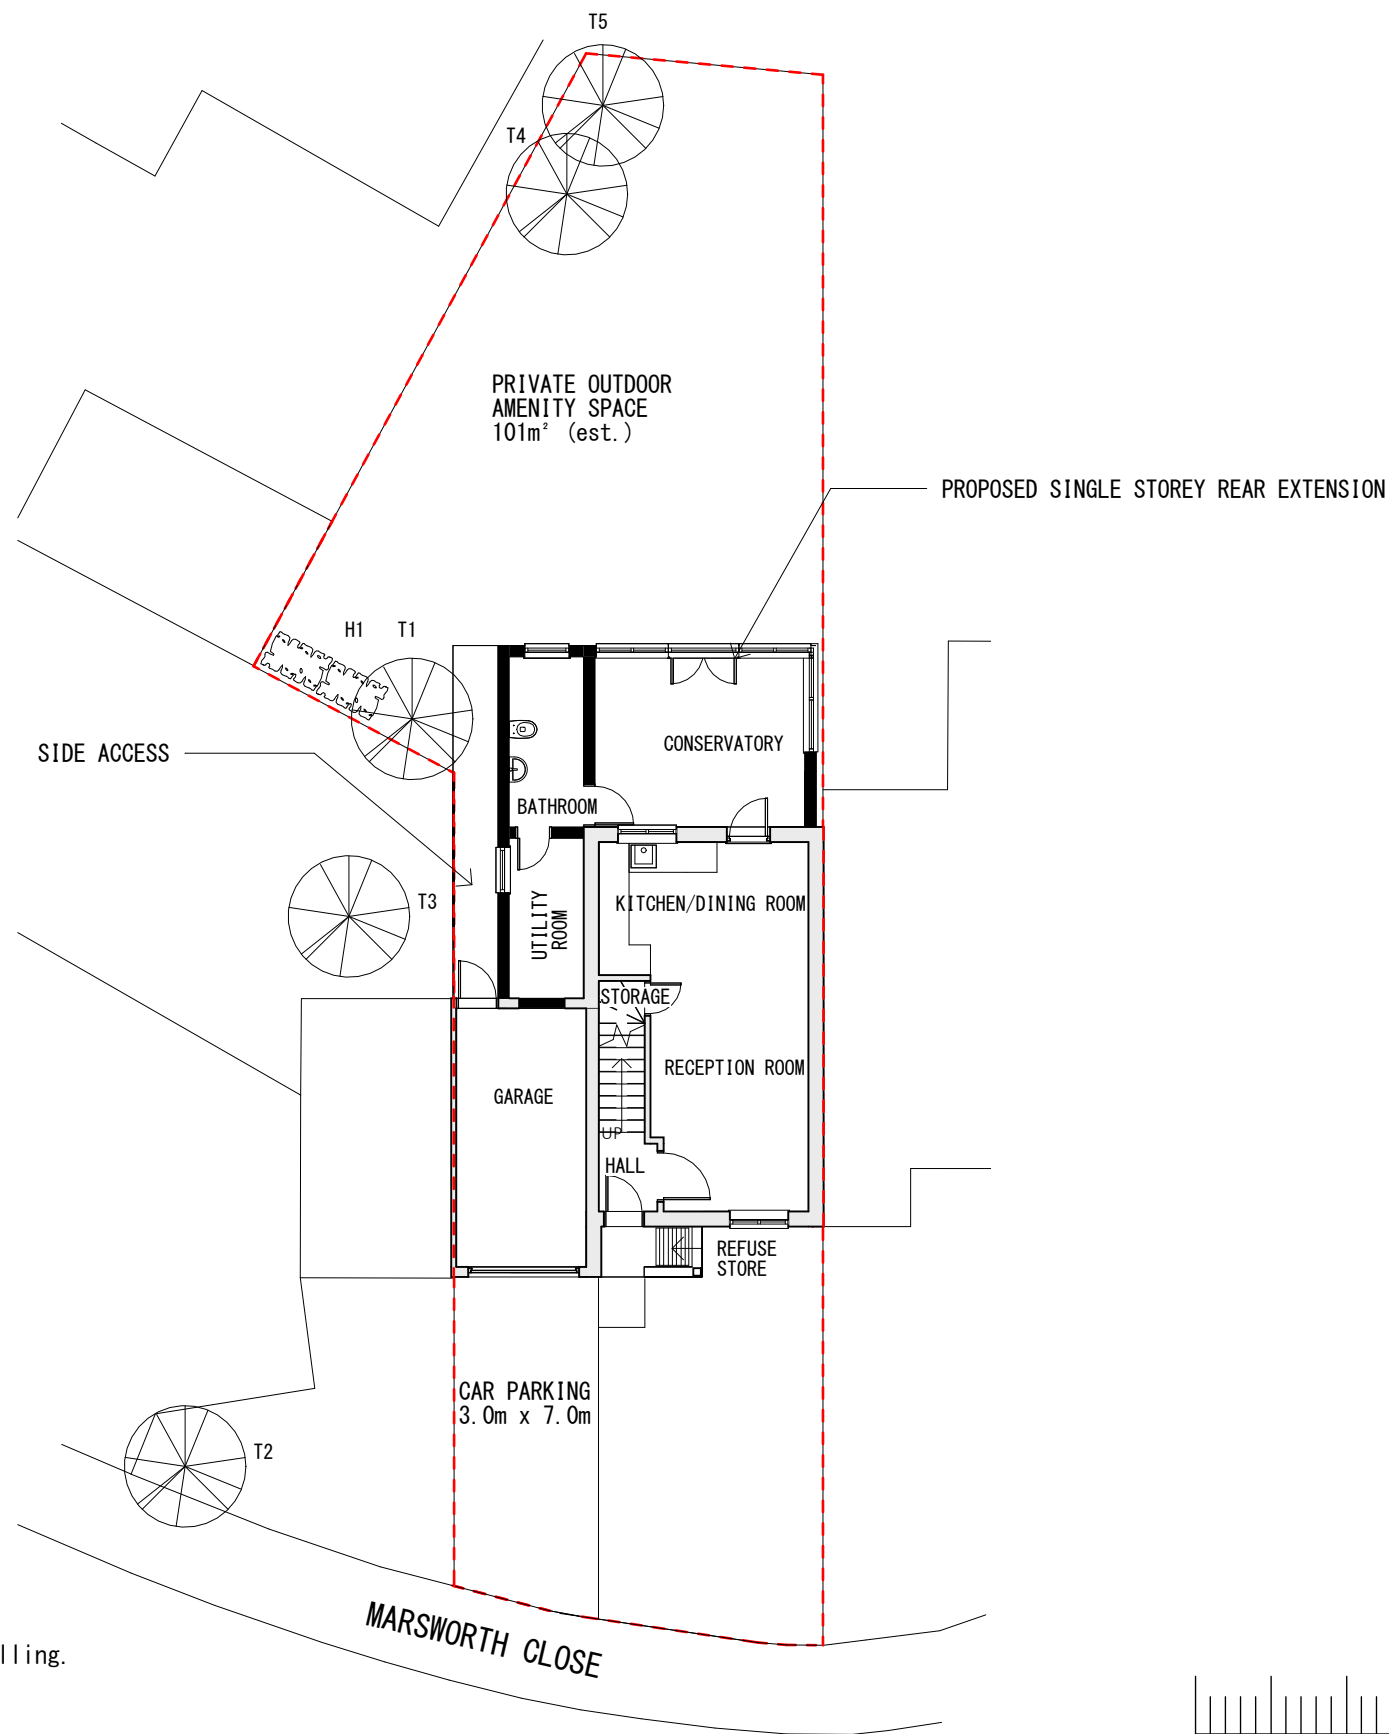 T5
T4
PRIVATE OUTDOOR
AMENITY SPACE
101m² (est.)
PROPOSED SINGLE STOREY REAR EXTENSION
H1
T1
SIDE ACCESS
CONSERVATORY
BATHROOM
T3
KITCHEN/DINING ROOM
UTILITY
ROOM
STORAGE
RECEPTION ROOM
GARAGE
UP
HALL
REFUSE
STORE
CAR PARKING
3.0m x 7.0m
T2
MARSWORTH CLOSE
lling.